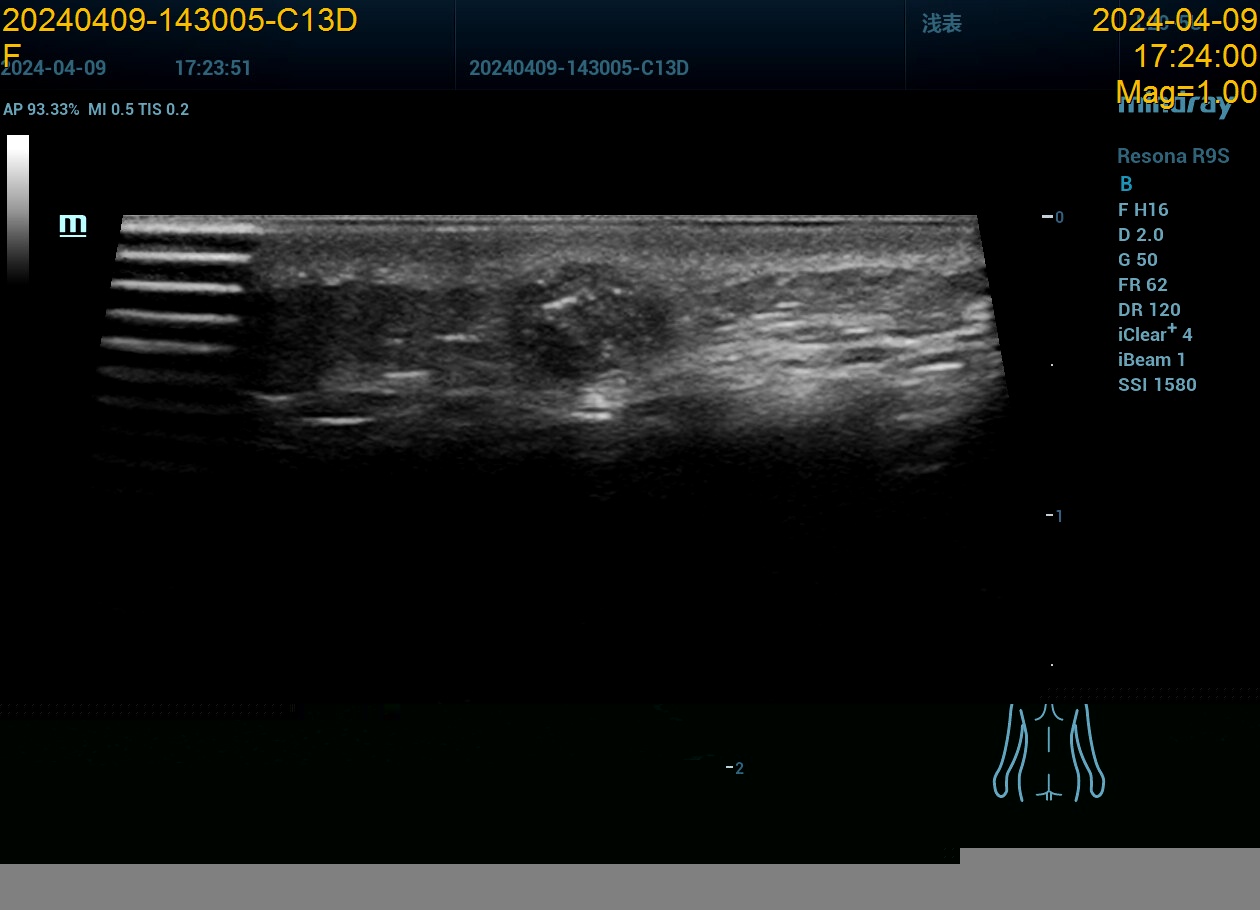 20240409-143005-C13D
F
2024-04-09
17:24:00
Mag=1.00
2024-04-09 17:23:51 20240409-143005-C13D
浅表
AP 93.33% MI 0.5 TIS 0.2
mindray
Resona R9S
B
F H16
D 2.0
G 50
FR 62
DR 120
iClear+ 4
iBeam 1
SSI 1580
m
0
1
2